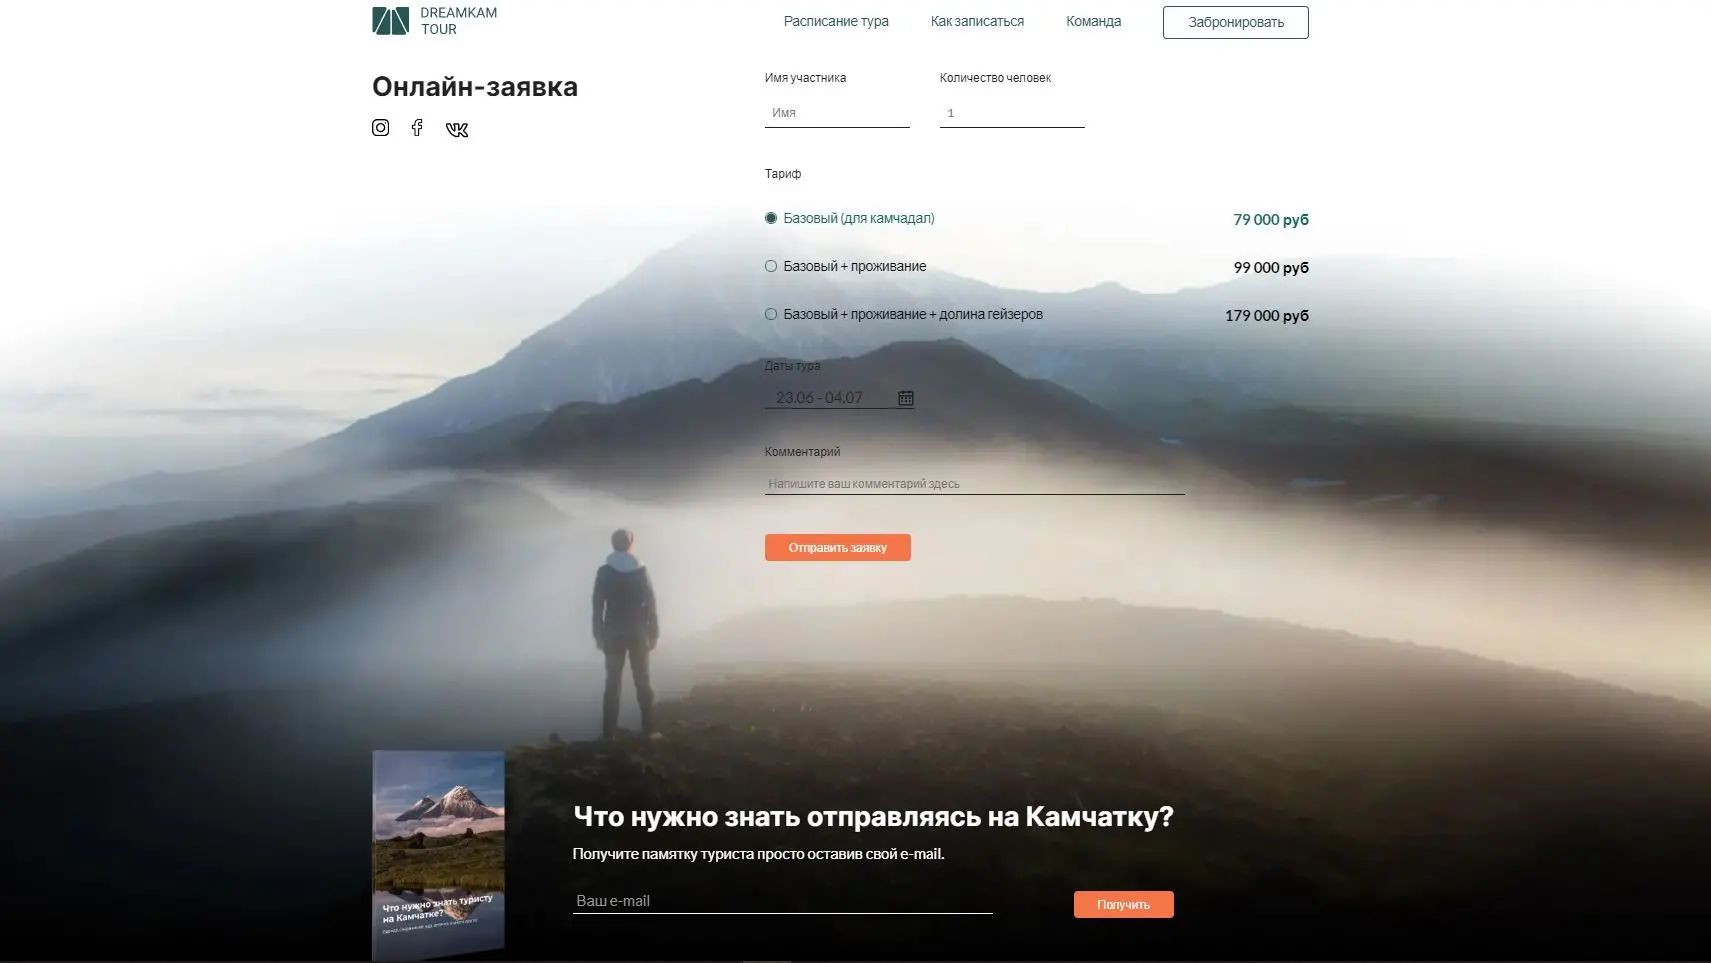 DREAMKAM
TOUR
Расписание тура
Как записаться
Команда
Забронировать
Онлайн-заявка
Имя участника
Количество человек
Имя
1
Тариф
Базовый (для камчадал)
79 000 руб
Базовый + проживание
99 000 руб
Базовый + проживание + долина гейзеров
179 000 руб
Даты тура
23.06 - 04.07
Комментарий
Напишите ваш комментарий здесь
Отправить заявку
Что нужно знать туристу
на Камчатке?
Что нужно знать отправляясь на Камчатку?
Получите памятку туриста просто оставив свой e-mail.
Ваш e-mail
Получить